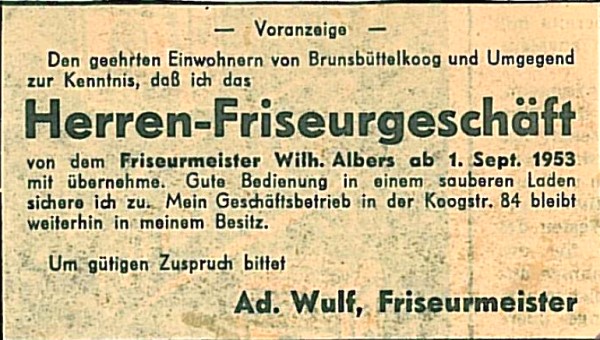 — Voranzeige —
Den geehrten Einwohnern von Brunsbüttelkoog und Umgegend
zur Kenntnis, daß ich das
Herren-Friseurgeschäft
von dem Friseurmeister Wilh. Albers ab 1. Sept. 1953
mit übernehme. Gute Bedienung in einem sauberen Laden
sichere ich zu. Mein Geschäftsbetrieb in der Koogstr. 84 bleibt
weiterhin in meinem Besitz.
Um gütigen Zuspruch bittet
Ad. Wulf, Friseurmeister